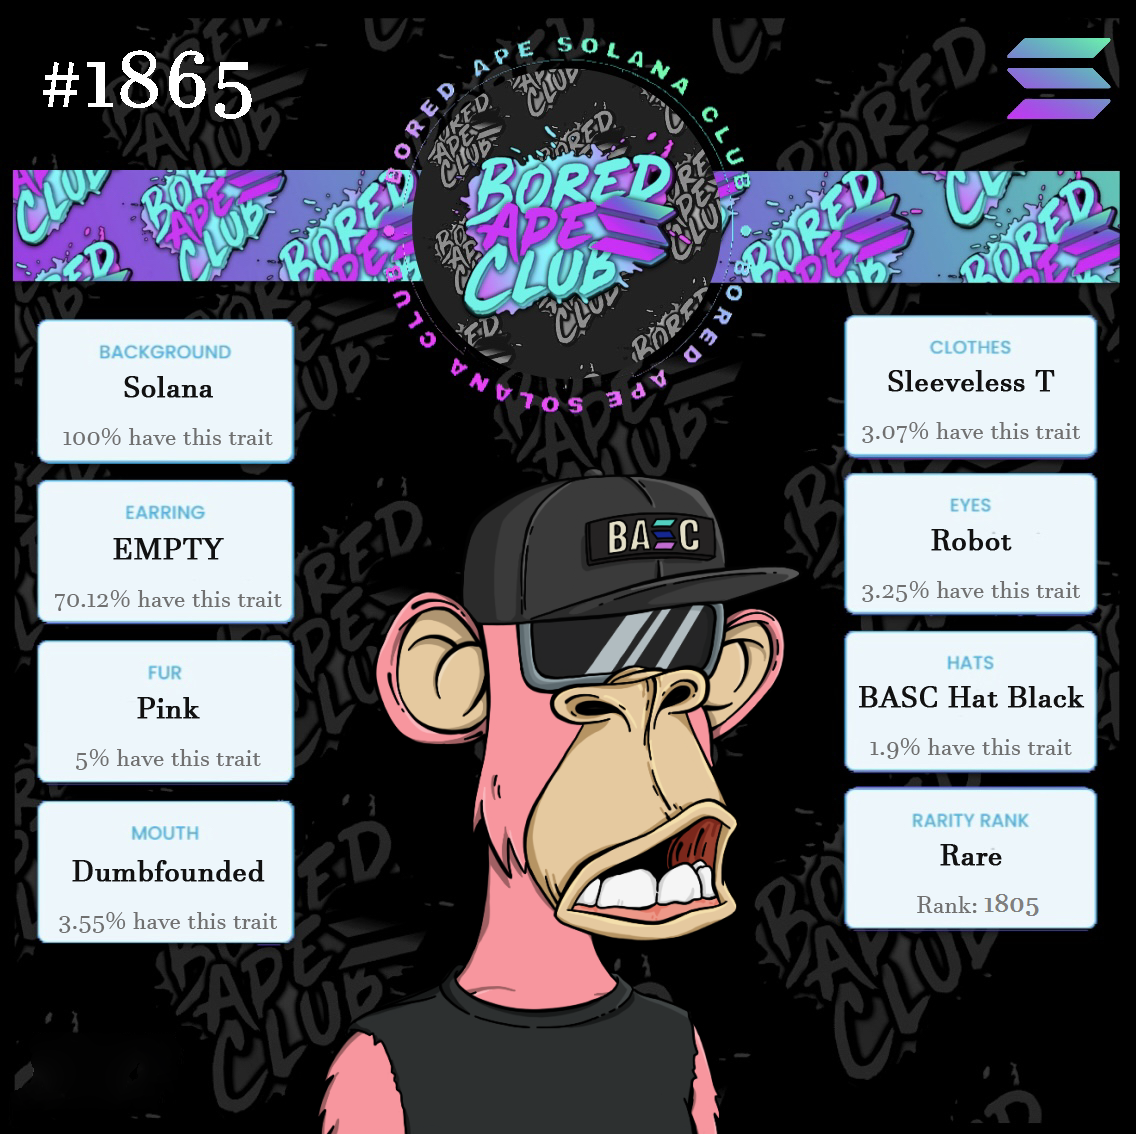 #1865
BORED APE SOLANA CLUB
BORED APE SOLANA CLUB
BORED
APE
CLUB
BACKGROUND
Solana
100% have this trait
EARRING
EMPTY
70.12% have this trait
FUR
Pink
5% have this trait
MOUTH
Dumbfounded
3.55% have this trait
CLOTHES
Sleeveless T
3.07% have this trait
EYES
Robot
3.25% have this trait
HATS
BASC Hat Black
1.9% have this trait
RARITY RANK
Rare
Rank: 1805
BASC